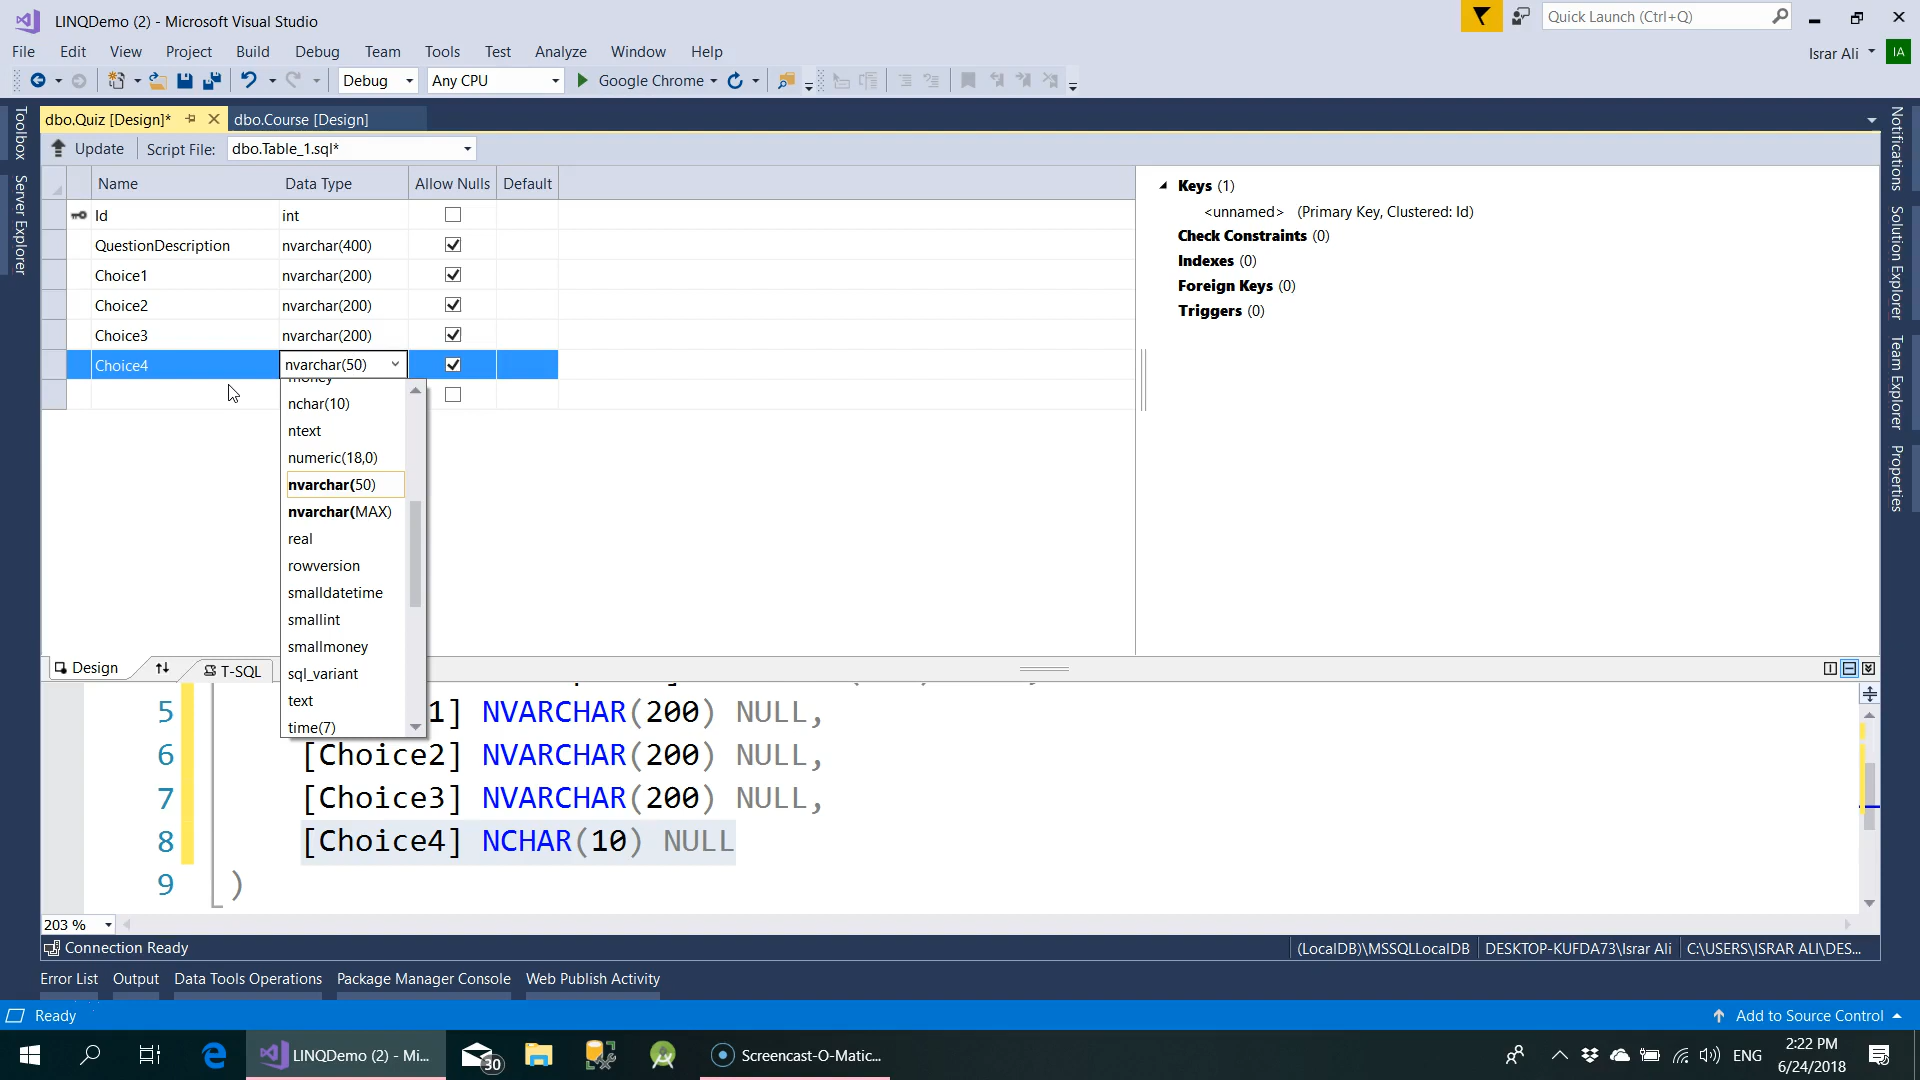 LINQDemo (2) - Microsoft Visual Studio
Quick Launch (Ctrl+Q)
File Edit View Project Build Debug Team Tools Test Analyze Window Help
Israr Ali IA
Debug Any CPU Google Chrome
dbo.Quiz [Design]* dbo.Course [Design]
Update Script File: dbo.Table_1.sql*
Toolbox
Server Explorer
Name Data Type Allow Nulls Default
Id int
QuestionDescription nvarchar(400)
Choice1 nvarchar(200)
Choice2 nvarchar(200)
Choice3 nvarchar(200)
Choice4 nvarchar(50)
money
nchar(10)
ntext
numeric(18,0)
nvarchar(50)
nvarchar(MAX)
real
rowversion
smalldatetime
smallint
smallmoney
sql_variant
text
time(7)
Keys (1)
<unnamed> (Primary Key, Clustered: Id)
Check Constraints (0)
Indexes (0)
Foreign Keys (0)
Triggers (0)
Notifications
Solution Explorer
Team Explorer
Properties
Design T-SQL
5 1] NVARCHAR(200) NULL,
6 [Choice2] NVARCHAR(200) NULL,
7 [Choice3] NVARCHAR(200) NULL,
8 [Choice4] NCHAR(10) NULL
9 )
203 %
Connection Ready (LocalDB)\MSSQLLocalDB DESKTOP-KUFDA73\Israr Ali C:\USERS\ISRAR ALI\DES...
Error List Output Data Tools Operations Package Manager Console Web Publish Activity
Ready Add to Source Control
LINQDemo (2) - Mi... 30 Screencast-O-Matic... ENG 2:22 PM
6/24/2018